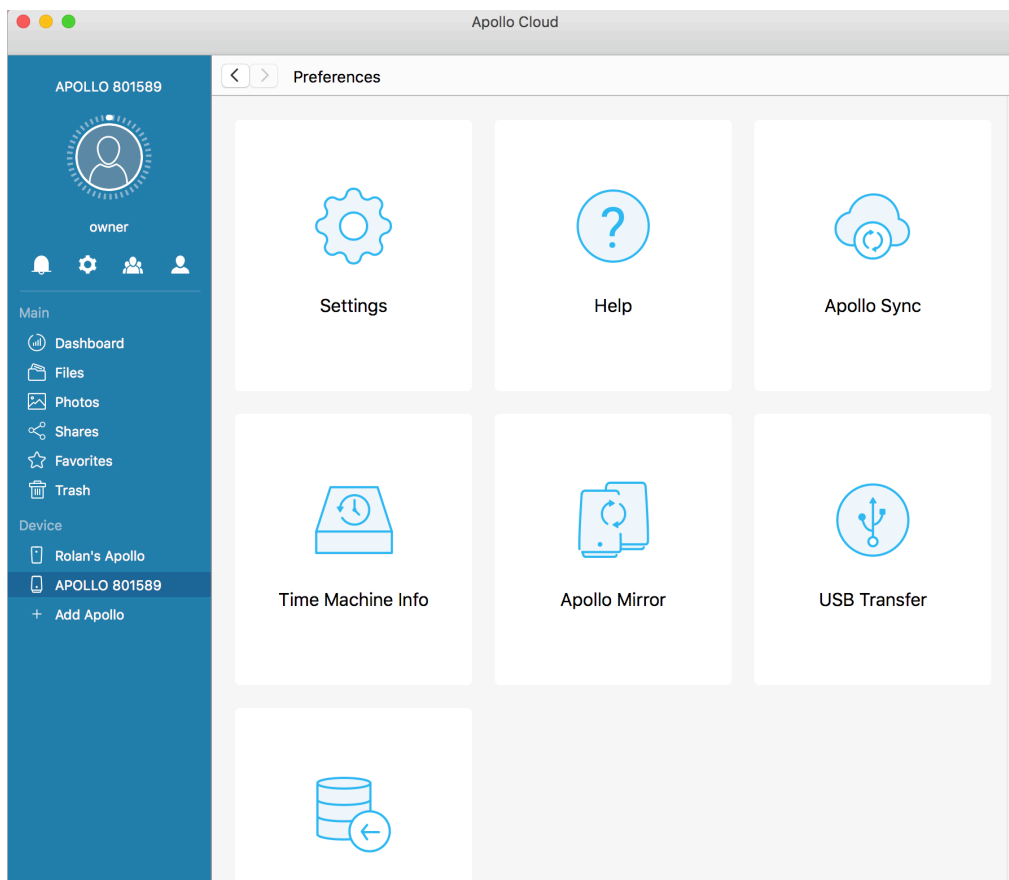 Apollo Cloud
APOLLO 801589
owner
Main
Dashboard
Files
Photos
Shares
Favorites
Trash
Device
Rolan's Apollo
APOLLO 801589
+ Add Apollo
Preferences
Settings
Help
Apollo Sync
Time Machine Info
Apollo Mirror
USB Transfer